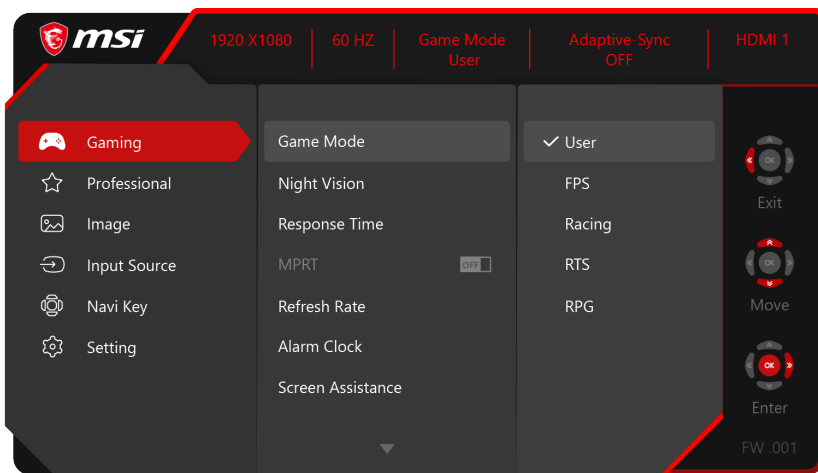 msi
1920 X1080
60 HZ
Game Mode
User
Adaptive-Sync
OFF
HDMI 1
Gaming
Professional
Image
Input Source
Navi Key
Setting
Game Mode
Night Vision
Response Time
MPRT
OFF
Refresh Rate
Alarm Clock
Screen Assistance
User
FPS
Racing
RTS
RPG
OK
Exit
OK
Move
OK
Enter
FW .001